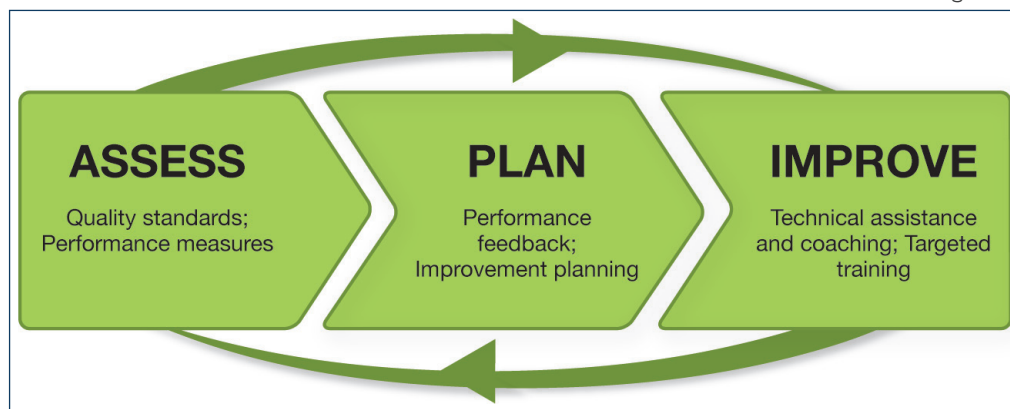 ASSESS
Quality standards;
Performance measures
PLAN
Performance
feedback;
Improvement planning
IMPROVE
Technical assistance
and coaching; Targeted
training